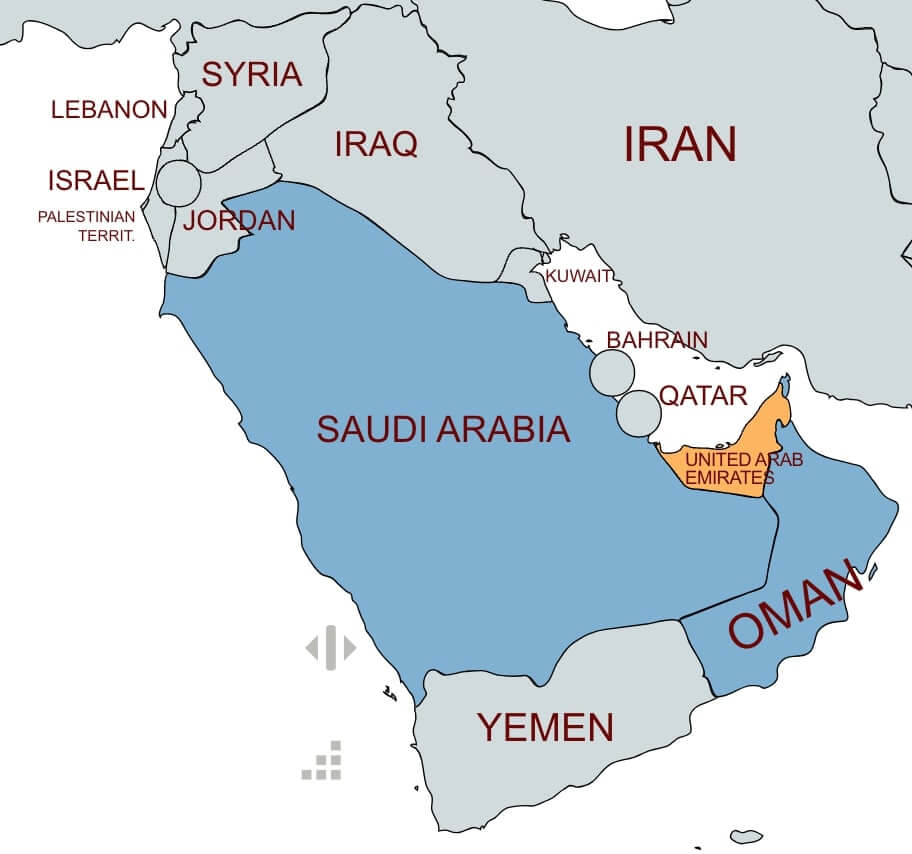 SYRIA
LEBANON
IRAQ
IRAN
ISRAEL
PALESTINIAN
TERRIT.
JORDAN
KUWAIT
BAHRAIN
QATAR
SAUDI ARABIA
UNITED ARAB
EMIRATES
OMAN
YEMEN